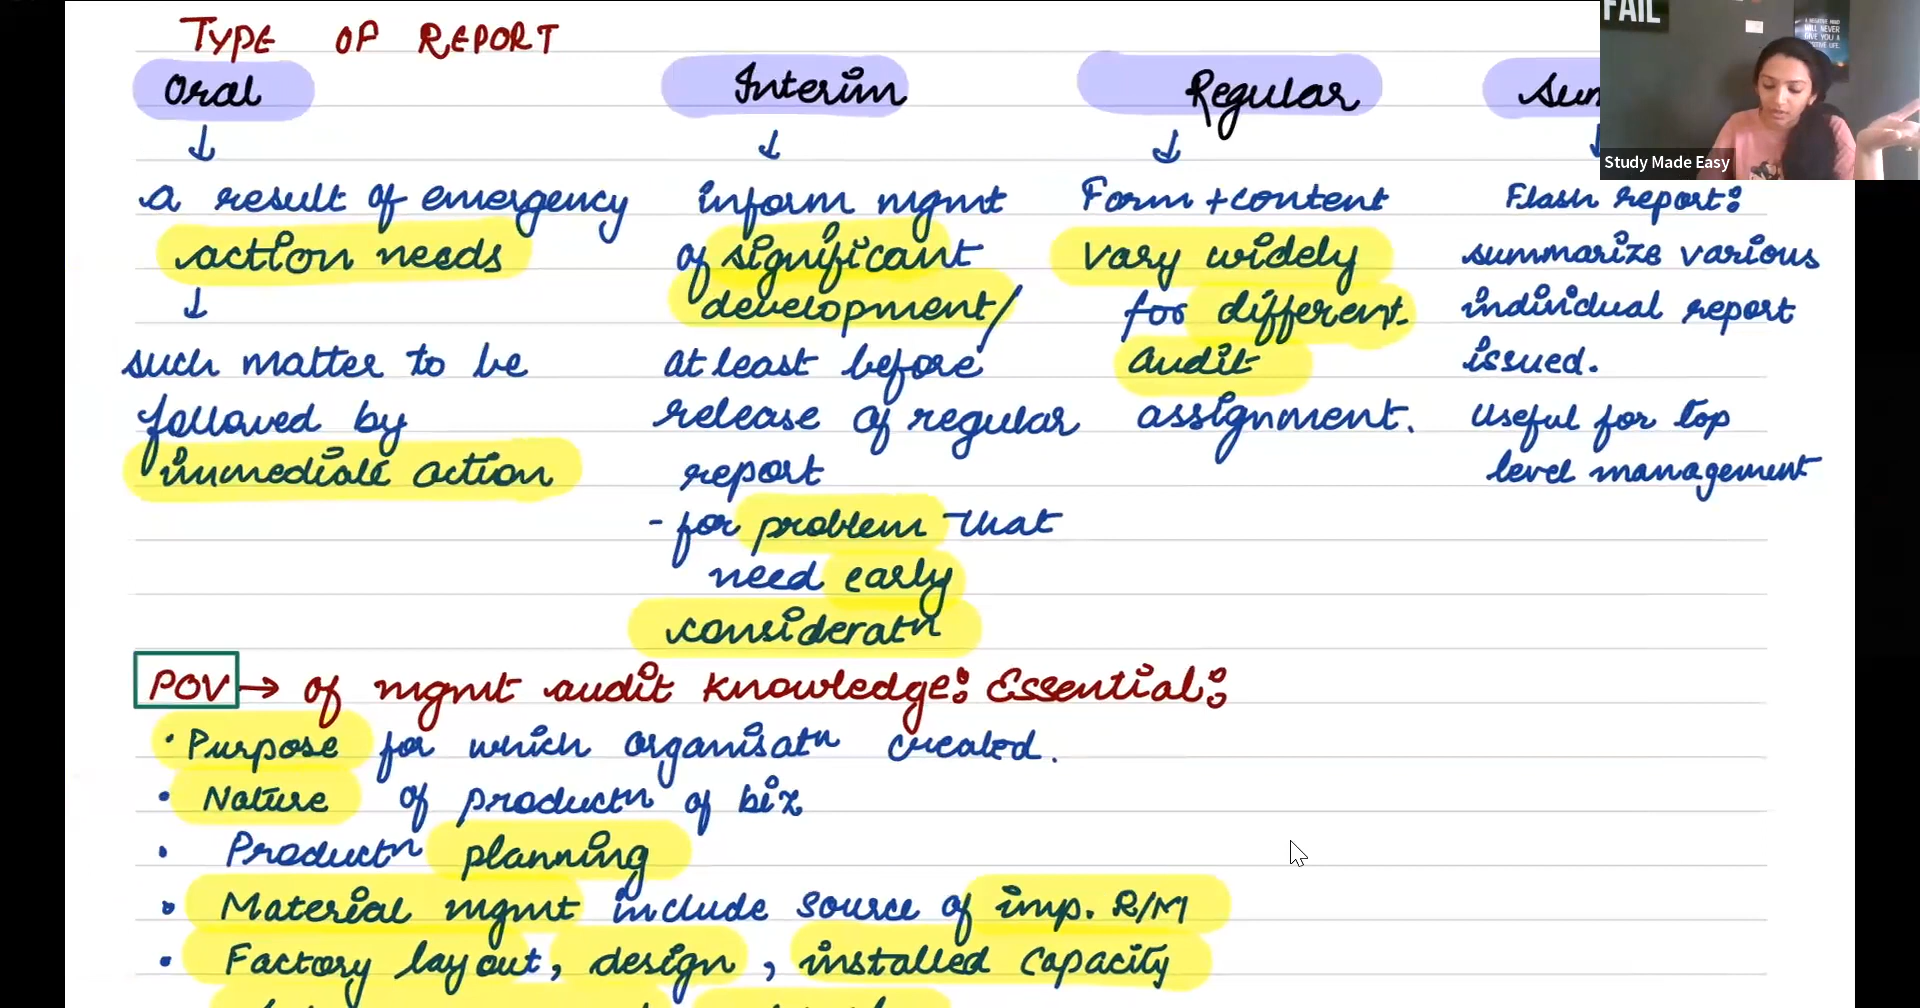 TYPE OF REPORT
Oral
↓
a result of emergency
action needs
↓
such matter to be
followed by
immediate action
Interim
↓
inform mgmt
of significant
development/
at least before
release of regular
report
- for problem that
need early
consideratn
Regular
↓
Form + content
vary widely
for different
audit
assignment.
Flash report:
summarize various
individual report
issued.
useful for top
level management
POV → of mgmt audit knowledge: Essential:
• Purpose for which organisatn created.
• Nature of productn of biz
• Productn planning
• Material mgmt include source of imp. R/M
• Factory layout, design, installed capacity
FAIL
WILL NEVER
GIVE YOU A
Study Made Easy